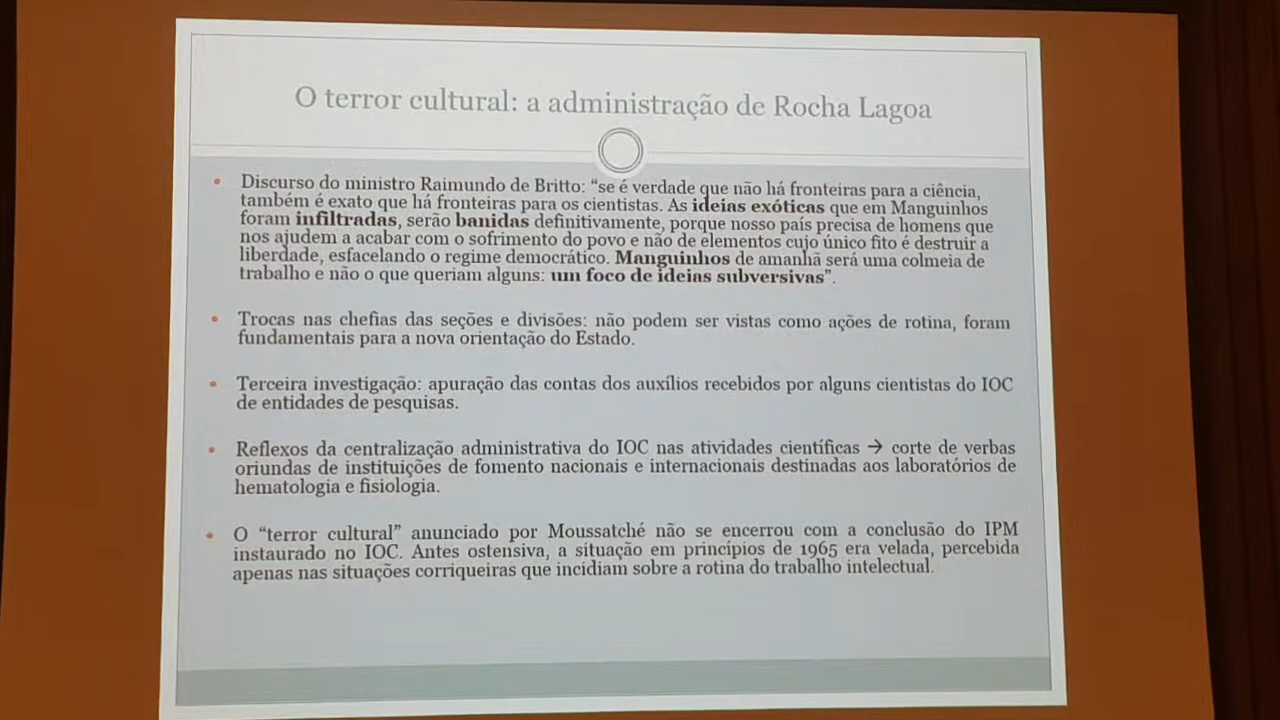 O terror cultural: a administração de Rocha Lagoa
• Discurso do ministro Raimundo de Britto: “se é verdade que não há fronteiras para a ciência,
também é exato que há fronteiras para os cientistas. As ideias exóticas que em Manguinhos
foram infiltradas, serão banidas definitivamente, porque nosso país precisa de homens que
nos ajudem a acabar com o sofrimento do povo e não de elementos cujo único fito é destruir a
liberdade, esfacelando o regime democrático. Manguinhos de amanhã será uma colmeia de
trabalho e não o que queriam alguns: um foco de ideias subversivas”.
• Trocas nas chefias das seções e divisões: não podem ser vistas como ações de rotina, foram
fundamentais para a nova orientação do Estado.
• Terceira investigação: apuração das contas dos auxílios recebidos por alguns cientistas do IOC
de entidades de pesquisas.
• Reflexos da centralização administrativa do IOC nas atividades científicas → corte de verbas
oriundas de instituições de fomento nacionais e internacionais destinadas aos laboratórios de
hematologia e fisiologia.
• O “terror cultural” anunciado por Moussatché não se encerrou com a conclusão do IPM
instaurado no IOC. Antes ostensiva, a situação em princípios de 1965 era velada, percebida
apenas nas situações corriqueiras que incidiam sobre a rotina do trabalho intelectual.